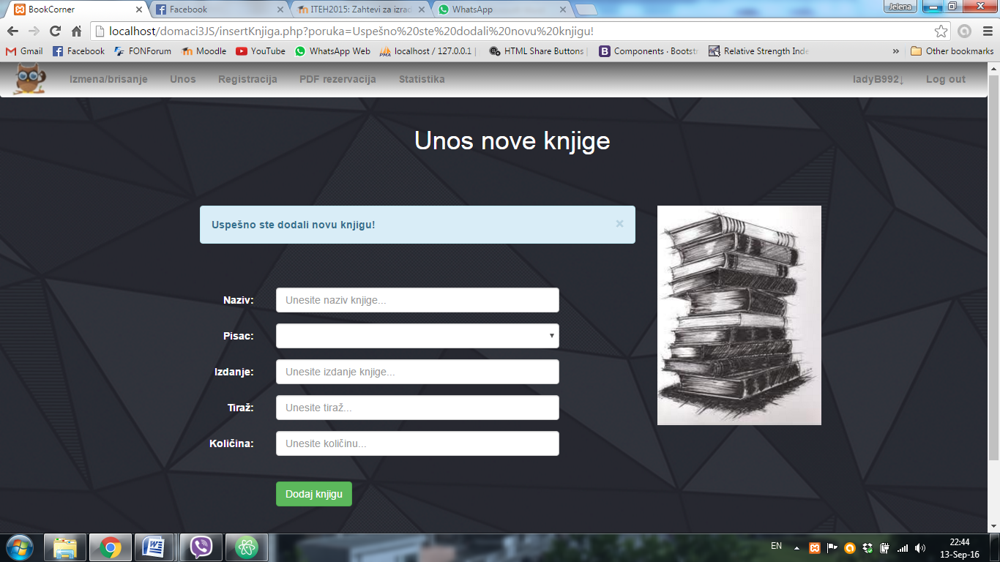 BookCorner
Facebook
ITEH2015: Zahtevi za izrad
WhatsApp
Jelena
localhost/domaci3JS/insertKnjiga.php?poruka=Uspešno%20ste%20dodali%20novu%20knjigu!
Gmail
Facebook
FONForum
Moodle
YouTube
WhatsApp Web
localhost / 127.0.0.1 |
HTML Share Buttons |
Components · Bootstr
Relative Strength Inde
»
Other bookmarks
Izmena/brisanje
Unos
Registracija
PDF rezervacija
Statistika
ladyB992↓
Log out
Unos nove knjige
Uspešno ste dodali novu knjigu!
×
Naziv:
Unesite naziv knjige...
Pisac:
Izdanje:
Unesite izdanje knjige...
Tiraž:
Unesite tiraž...
Količina:
Unesite količinu...
Dodaj knjigu
EN
22:44
13-Sep-16